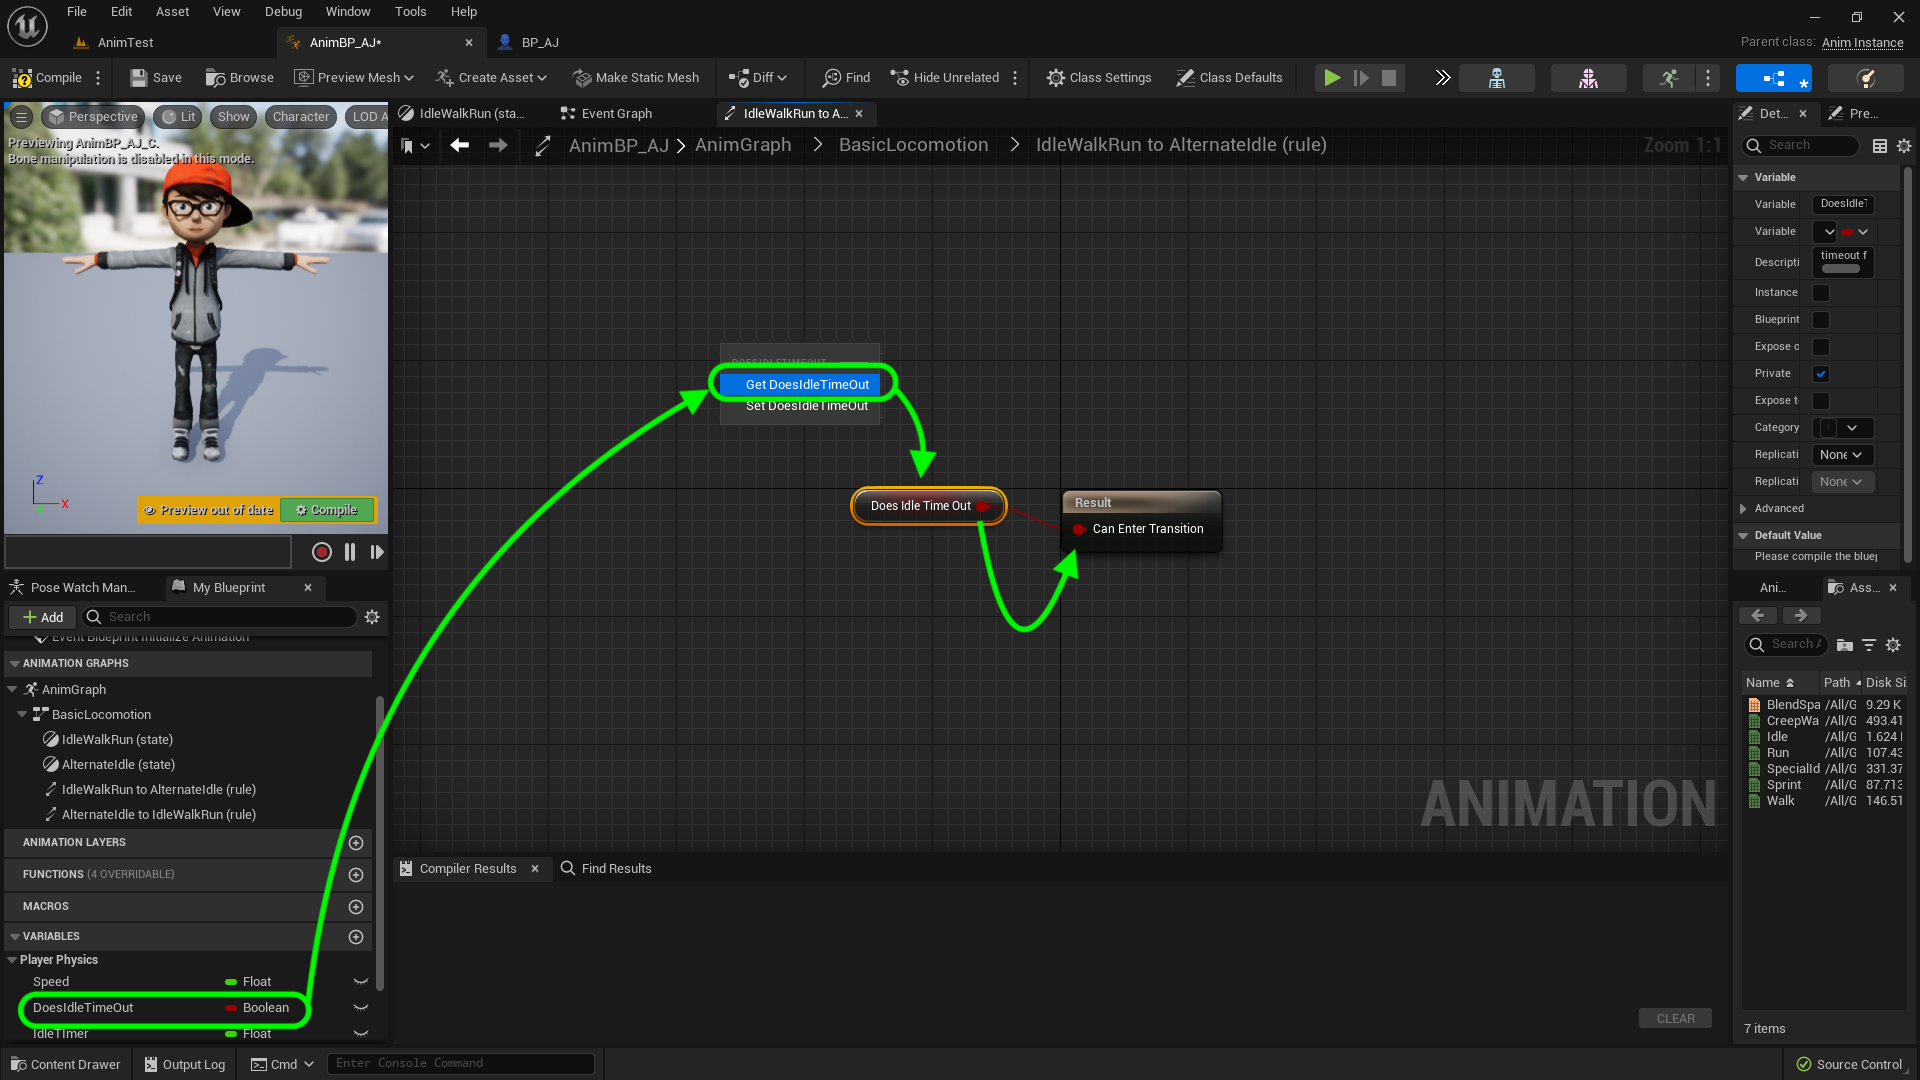 File Edit Asset View Debug Window Tools Help
AnimTest AnimBP_AJ* BP_AJ
Parent class: Anim Instance
Compile Save Browse Preview Mesh Create Asset Make Static Mesh Diff Find Hide Unrelated Class Settings Class Defaults
Perspective Lit Show Character LOD A
Previewing AnimBP_AJ_C.
Bone manipulation is disabled in this mode.
Z
X
Y
Preview out of date Compile
IdleWalkRun (sta... Event Graph IdleWalkRun to A...
AnimBP_AJ > AnimGraph > BasicLocomotion > IdleWalkRun to AlternateIdle (rule)
Zoom 1:1
DOESIDLETIMEOUT
Get DoesIdleTimeOut
Set DoesIdleTimeOut
Does Idle Time Out
Result
Can Enter Transition
ANIMATION
Pose Watch Man... My Blueprint
Add Search
Event Blueprint Initialize Animation
ANIMATION GRAPHS
AnimGraph
BasicLocomotion
IdleWalkRun (state)
AlternateIdle (state)
IdleWalkRun to AlternateIdle (rule)
AlternateIdle to IdleWalkRun (rule)
ANIMATION LAYERS
FUNCTIONS (4 OVERRIDABLE)
MACROS
VARIABLES
Player Physics
Speed Float
DoesIdleTimeOut Boolean
IdleTImer Float
Compiler Results Find Results
CLEAR
Det... Pre...
Search
Variable
Variable DoesIdleT
Variable
Descripti timeout f
Instance
Blueprint
Expose o
Private
Expose t
Category
Replicati None
Replicati None
Advanced
Default Value
Please compile the bluep
Ani... Ass...
Search A
Name Path Disk Si
BlendSpa /All/G 9.29 K
CreepWa /All/G 493.41
Idle /All/G 1.624
Run /All/G 107.43
SpecialId /All/G 331.37
Sprint /All/G 87.713
Walk /All/G 146.51
7 items
Content Drawer Output Log Cmd Enter Console Command
Source Control